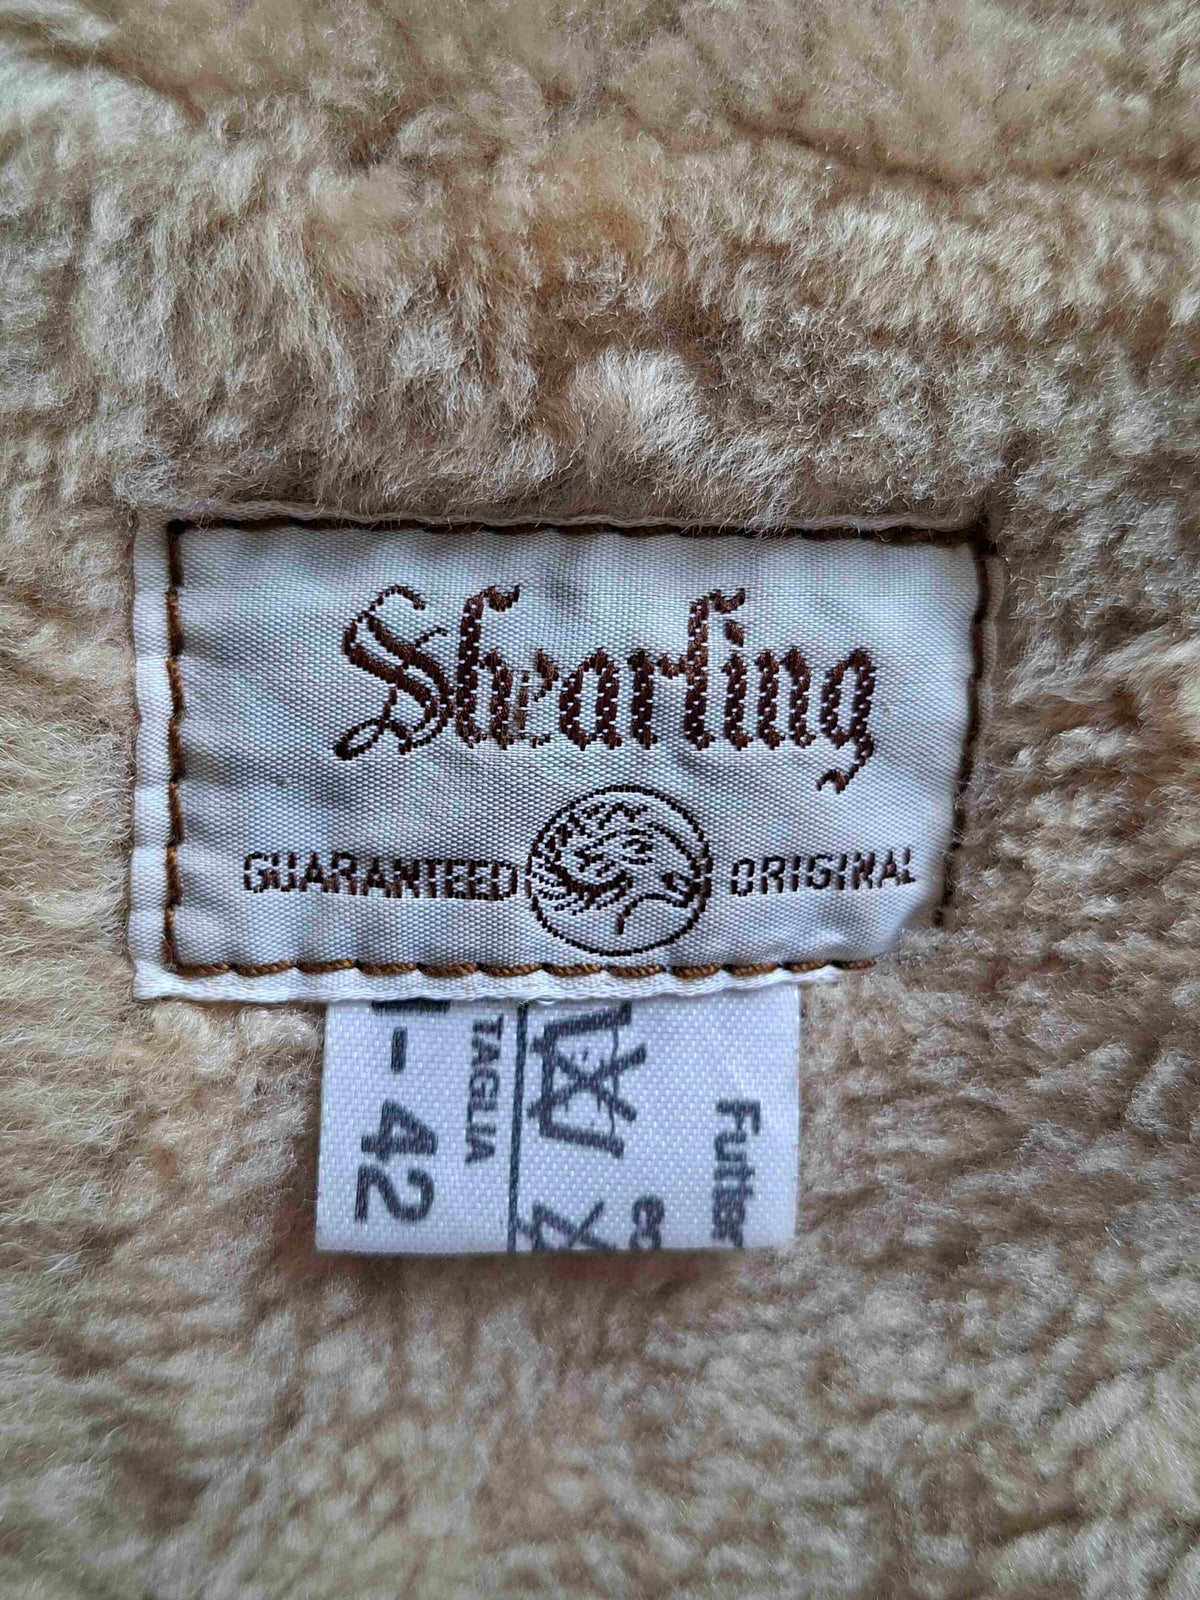 Shearling
GUARANTEED ORIGINAL
Futter
TAGLIA
- 42